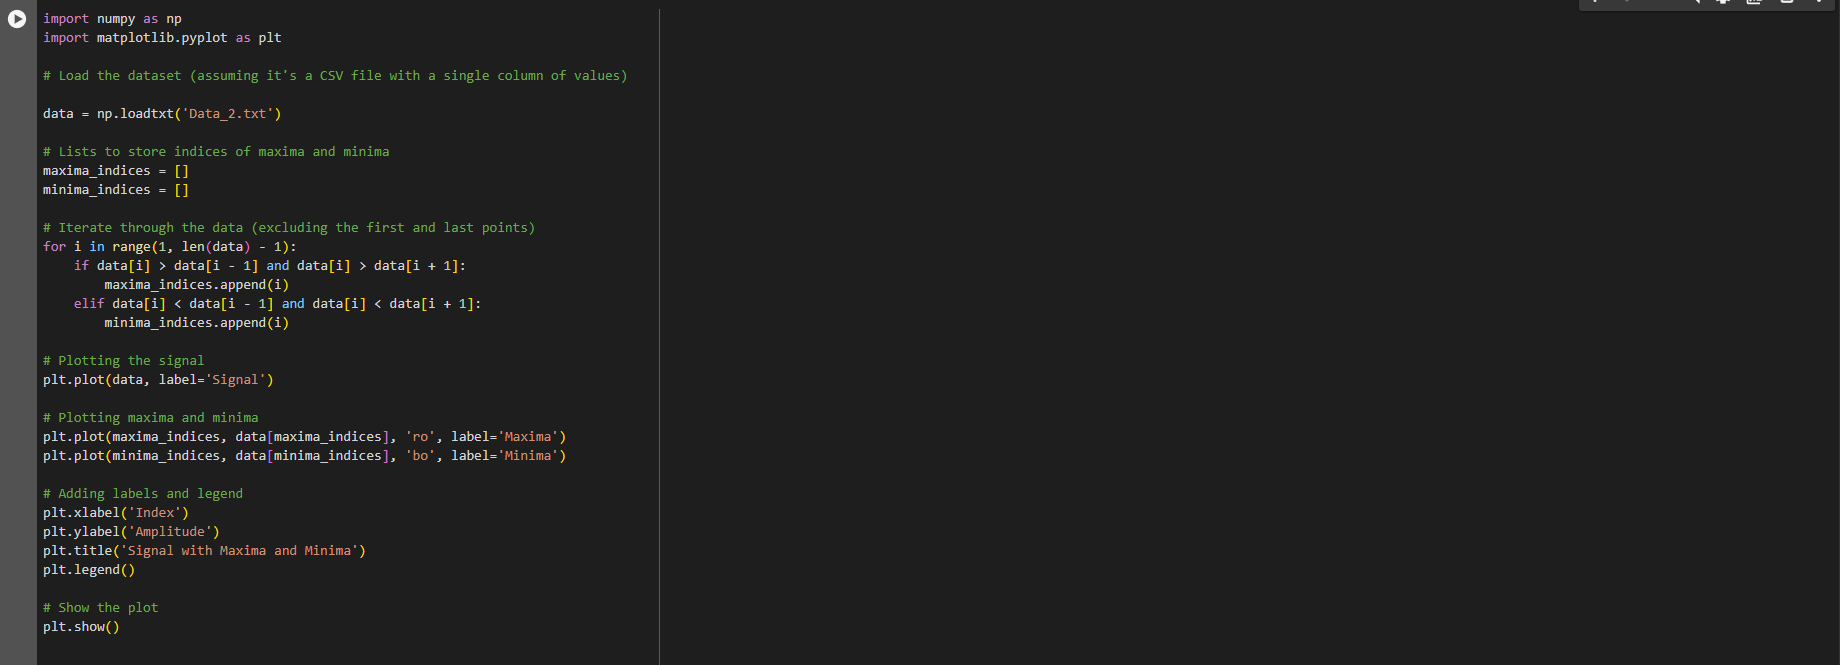 import numpy as np
import matplotlib.pyplot as plt
# Load the dataset (assuming it's a CSV file with a single column of values)
data = np.loadtxt('Data_2.txt')
# Lists to store indices of maxima and minima
maxima_indices = []
minima_indices = []
# Iterate through the data (excluding the first and last points)
for i in range(1, len(data) - 1):
    if data[i] > data[i - 1] and data[i] > data[i + 1]:
        maxima_indices.append(i)
    elif data[i] < data[i - 1] and data[i] < data[i + 1]:
        minima_indices.append(i)
# Plotting the signal
plt.plot(data, label='Signal')
# Plotting maxima and minima
plt.plot(maxima_indices, data[maxima_indices], 'ro', label='Maxima')
plt.plot(minima_indices, data[minima_indices], 'bo', label='Minima')
# Adding labels and legend
plt.xlabel('Index')
plt.ylabel('Amplitude')
plt.title('Signal with Maxima and Minima')
plt.legend()
# Show the plot
plt.show()